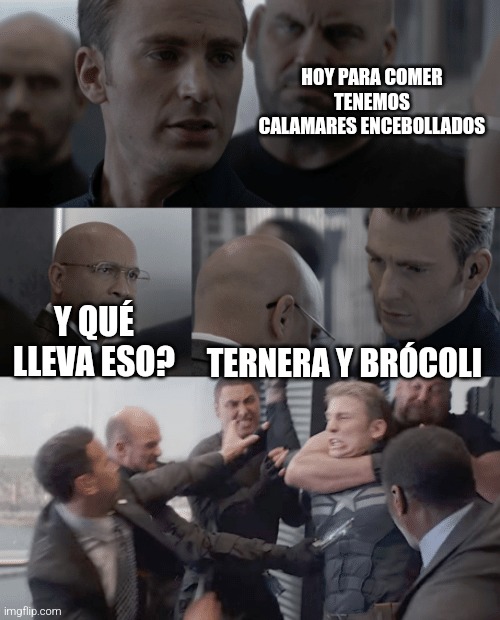 HOY PARA COMER
TENEMOS
CALAMARES ENCEBOLLADOS
Y QUÉ
LLEVA ESO?
TERNERA Y BRÓCOLI
imgflip.com